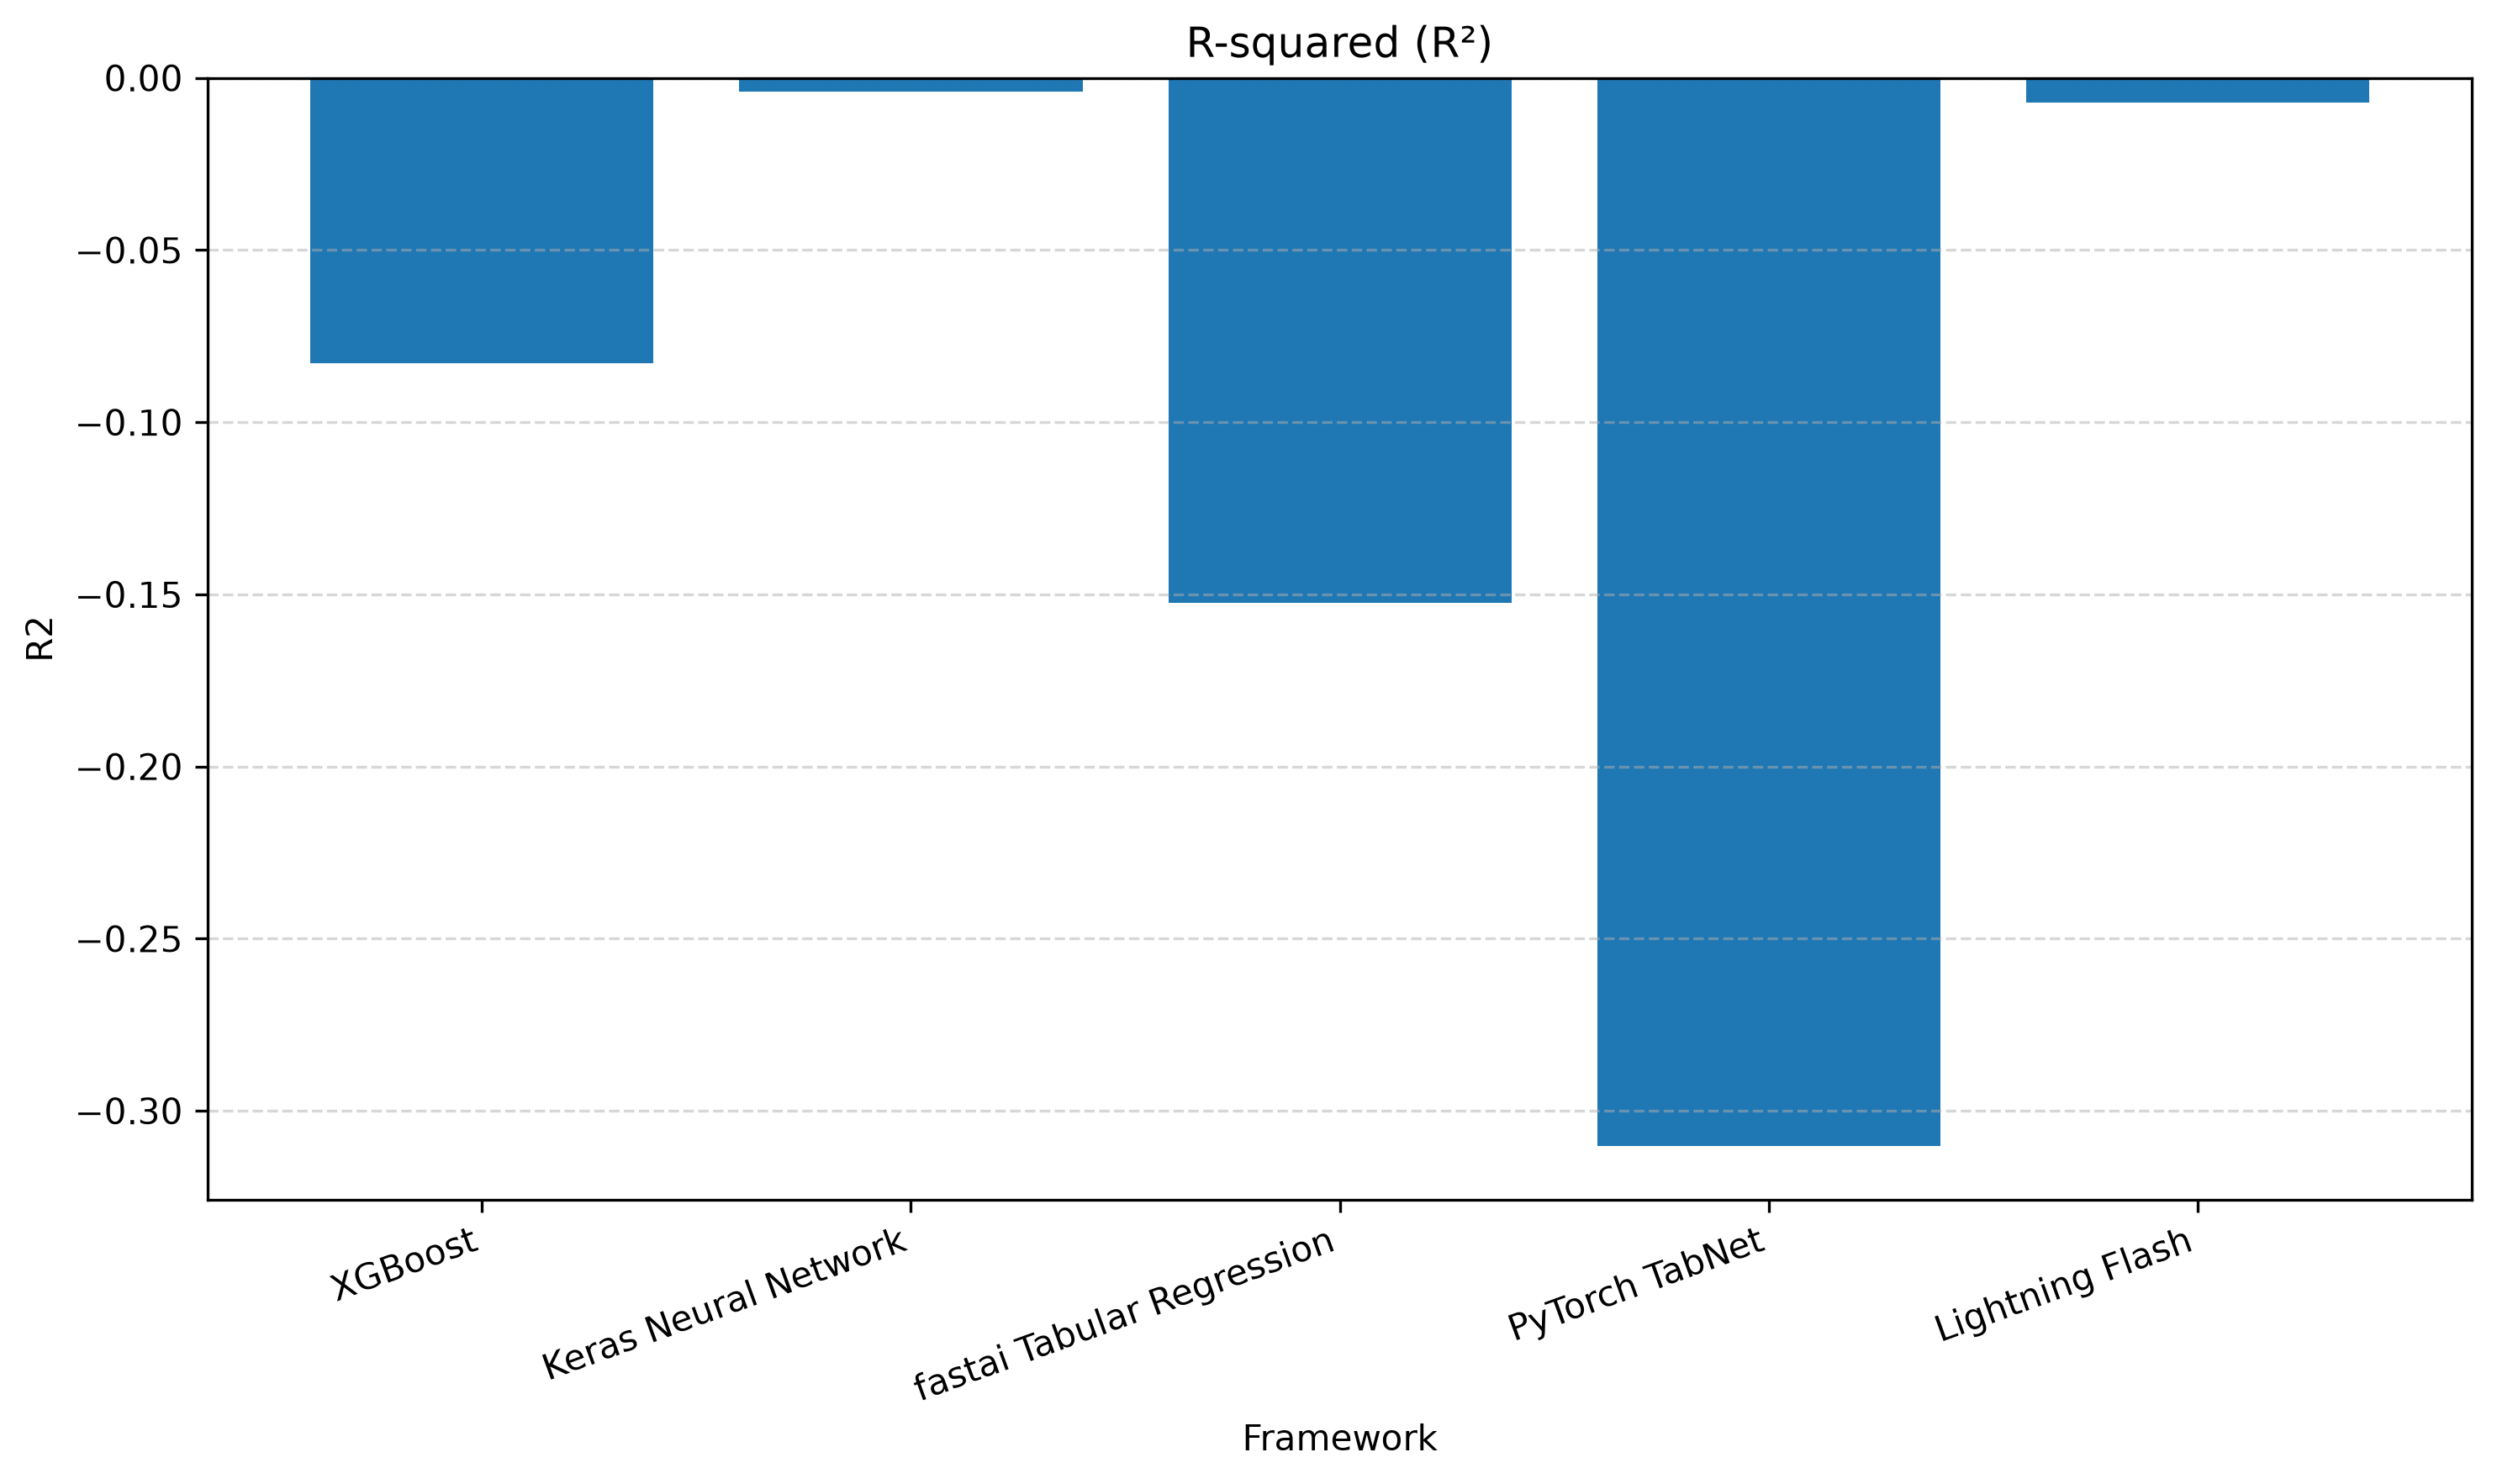 R-squared (R²)
0.00
−0.05
−0.10
−0.15
−0.20
−0.25
−0.30
R2
XGBoost
Keras Neural Network
fastai Tabular Regression
PyTorch TabNet
Lightning Flash
Framework